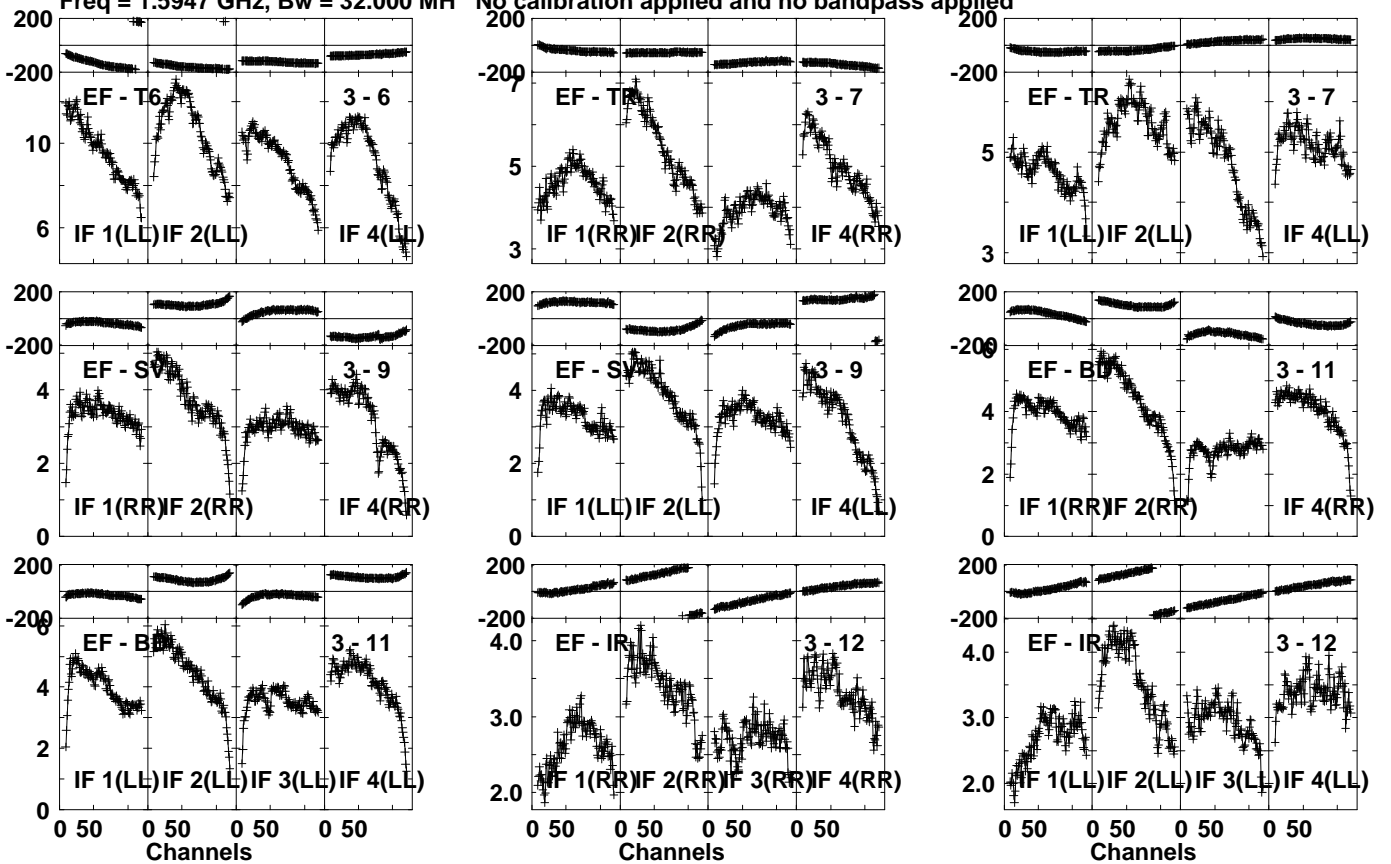 Freq = 1.5947 GHz, Bw = 32.000 MH No calibration applied and no bandpass applied
200
-200
EF - T6 3 - 6
10
6
IF 1(LL) IF 2(LL) IF 4(LL)
200
-200
7
EF - TR 3 - 7
5
3
IF 1(RR) IF 2(RR) IF 4(RR)
200
-200
EF - TR 3 - 7
5
3
IF 1(LL) IF 2(LL) IF 4(LL)
200
-200
EF - SV 3 - 9
4
2
0
IF 1(RR) IF 2(RR) IF 4(RR)
200
-200
EF - SV 3 - 9
4
2
0
IF 1(LL) IF 2(LL) IF 4(LL)
200
-200
6
EF - BD 3 - 11
4
2
0
IF 1(RR) IF 2(RR) IF 4(RR)
200
-200
6
EF - BD 3 - 11
4
2
0
IF 1(LL) IF 2(LL) IF 3(LL) IF 4(LL)
0 50 0 50 0 50 0 50
Channels
200
-200
EF - IR 3 - 12
4.0
3.0
2.0
IF 1(RR) IF 2(RR) IF 3(RR) IF 4(RR)
0 50 0 50 0 50 0 50
Channels
200
-200
EF - IR 3 - 12
4.0
3.0
2.0
IF 1(LL) IF 2(LL) IF 3(LL) IF 4(LL)
0 50 0 50 0 50 0 50
Channels